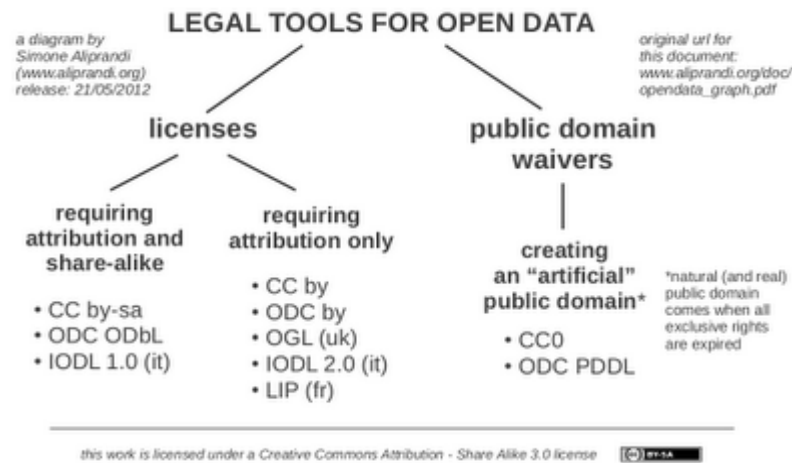 LEGAL TOOLS FOR OPEN DATA
a diagram by
Simone Aliprandi
(www.aliprandi.org)
release: 21/05/2012
original url for
this document:
www.aliprandi.org/doc/
opendata_graph.pdf
licenses
public domain
waivers
requiring
attribution and
share-alike
• CC by-sa
• ODC ODbL
• IODL 1.0 (it)
requiring
attribution only
• CC by
• ODC by
• OGL (uk)
• IODL 2.0 (it)
• LIP (fr)
creating
an “artificial”
public domain*
• CC0
• ODC PDDL
*natural (and real)
public domain
comes when all
exclusive rights
are expired
this work is licensed under a Creative Commons Attribution - Share Alike 3.0 license
cc BY-SA